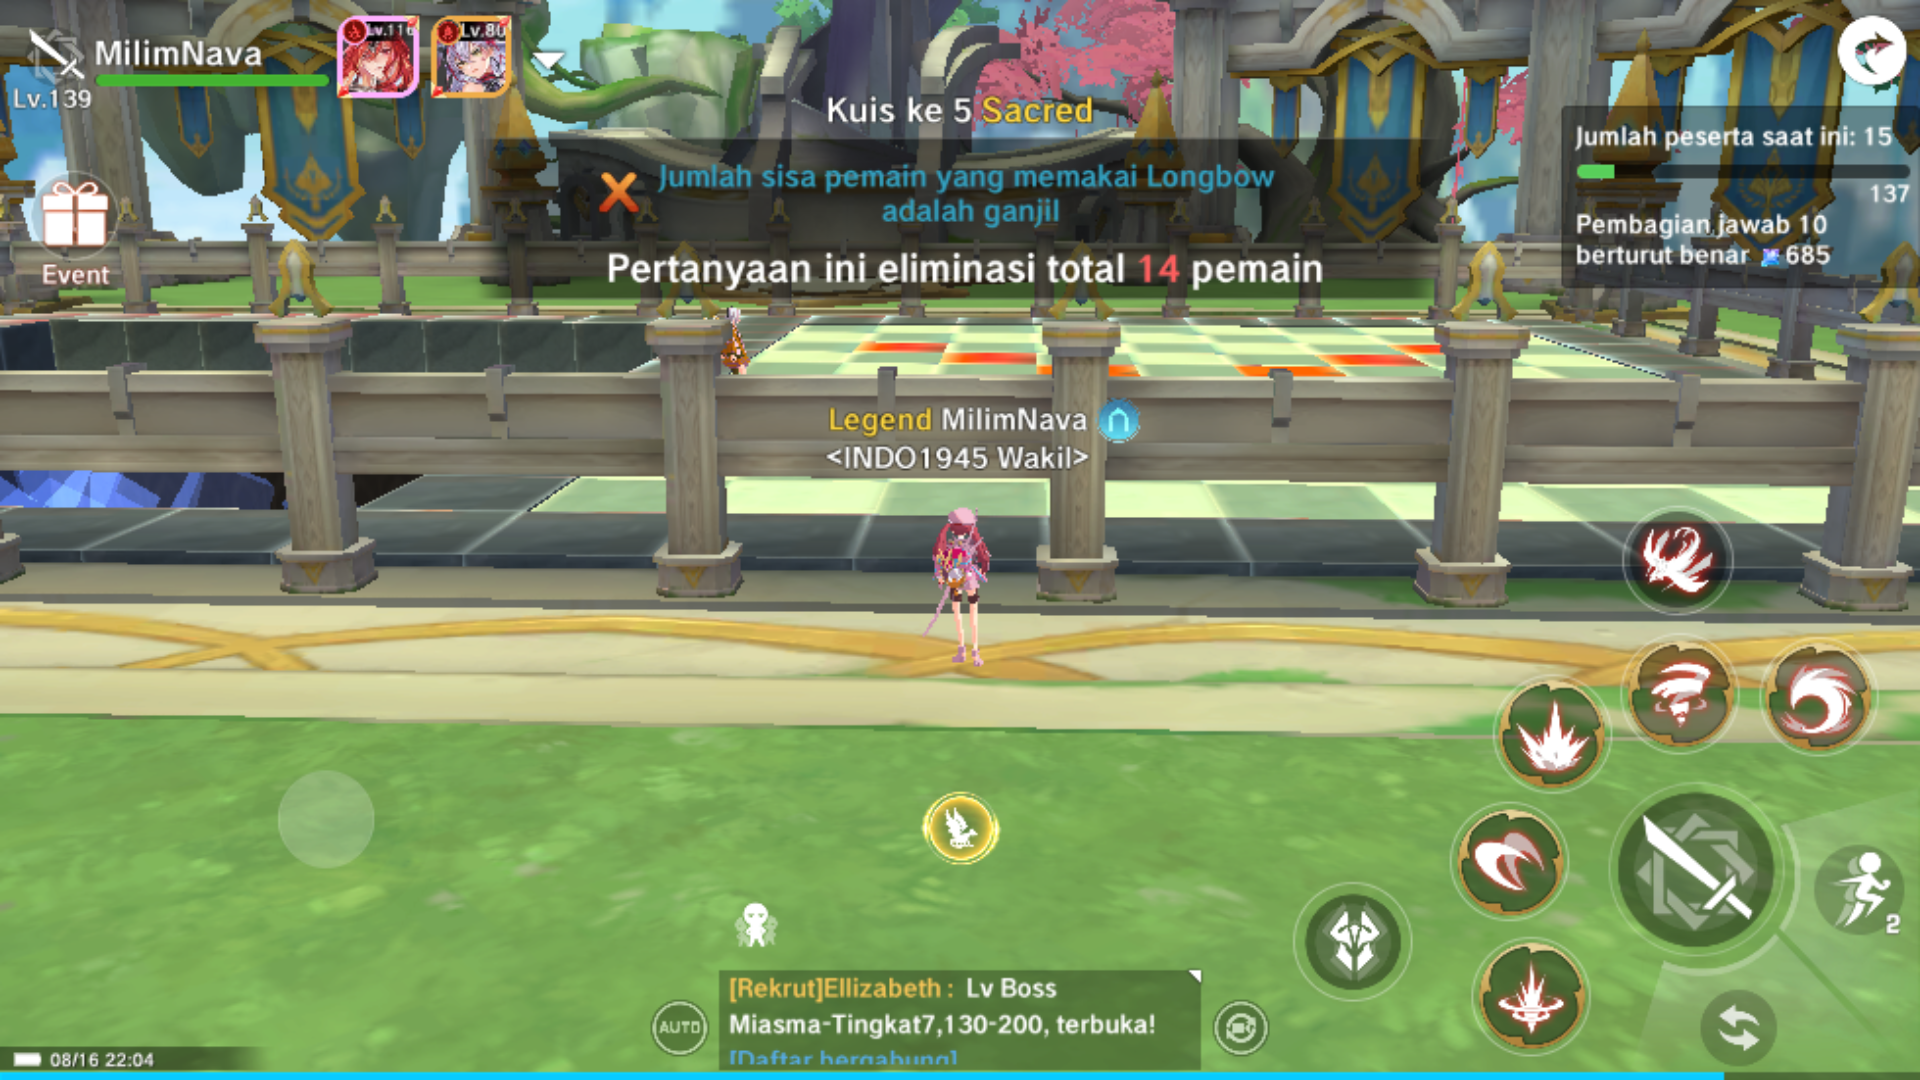 MilimNava
Lv.139
Lv.116
Lv.80
Event
Kuis ke 5 Sacred
Jumlah sisa pemain yang memakai Longbow
adalah ganjil
Pertanyaan ini eliminasi total 14 pemain
Jumlah peserta saat ini: 15
137
Pembagian jawab 10
berturut benar 685
Legend MilimNava
<INDO1945 Wakil>
2
[Rekrut]Ellizabeth : Lv Boss
Miasma-Tingkat7,130-200, terbuka!
[Daftar bergabung]
AUTO
08/16 22:04